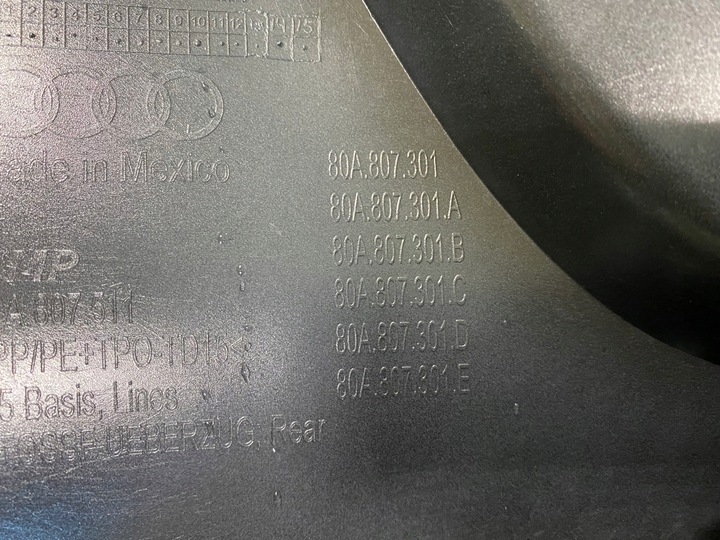 2 3 4 5 6 7 8 9 10 11 12 13 14 15
ade in Mexico
80A.807.301
80A.807.301.A
80A.807.301.B
80A.807.301.C
80A.807.301.D
80A.807.301.E
A.807.511
PP/PE+TPO-TD15<
5 Basis, Lines
UEBERZUG, Rear